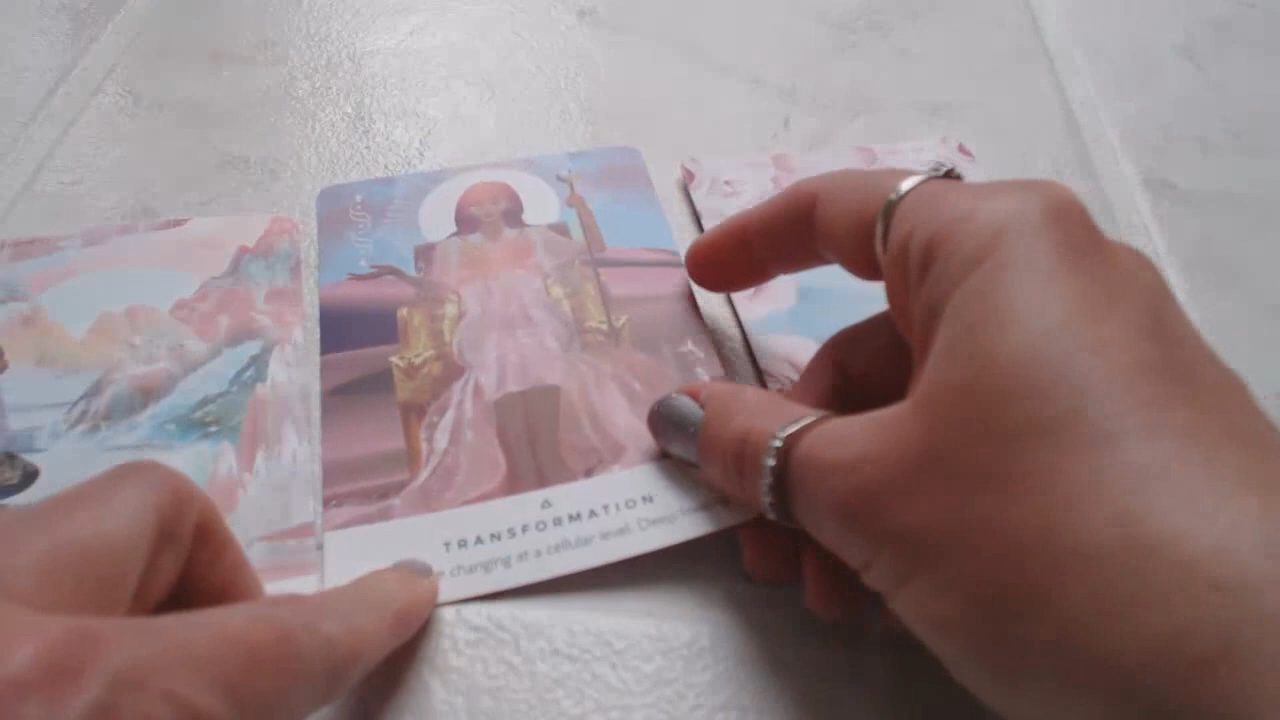 TRANSFORMATION
changing at a cellular level. Deep